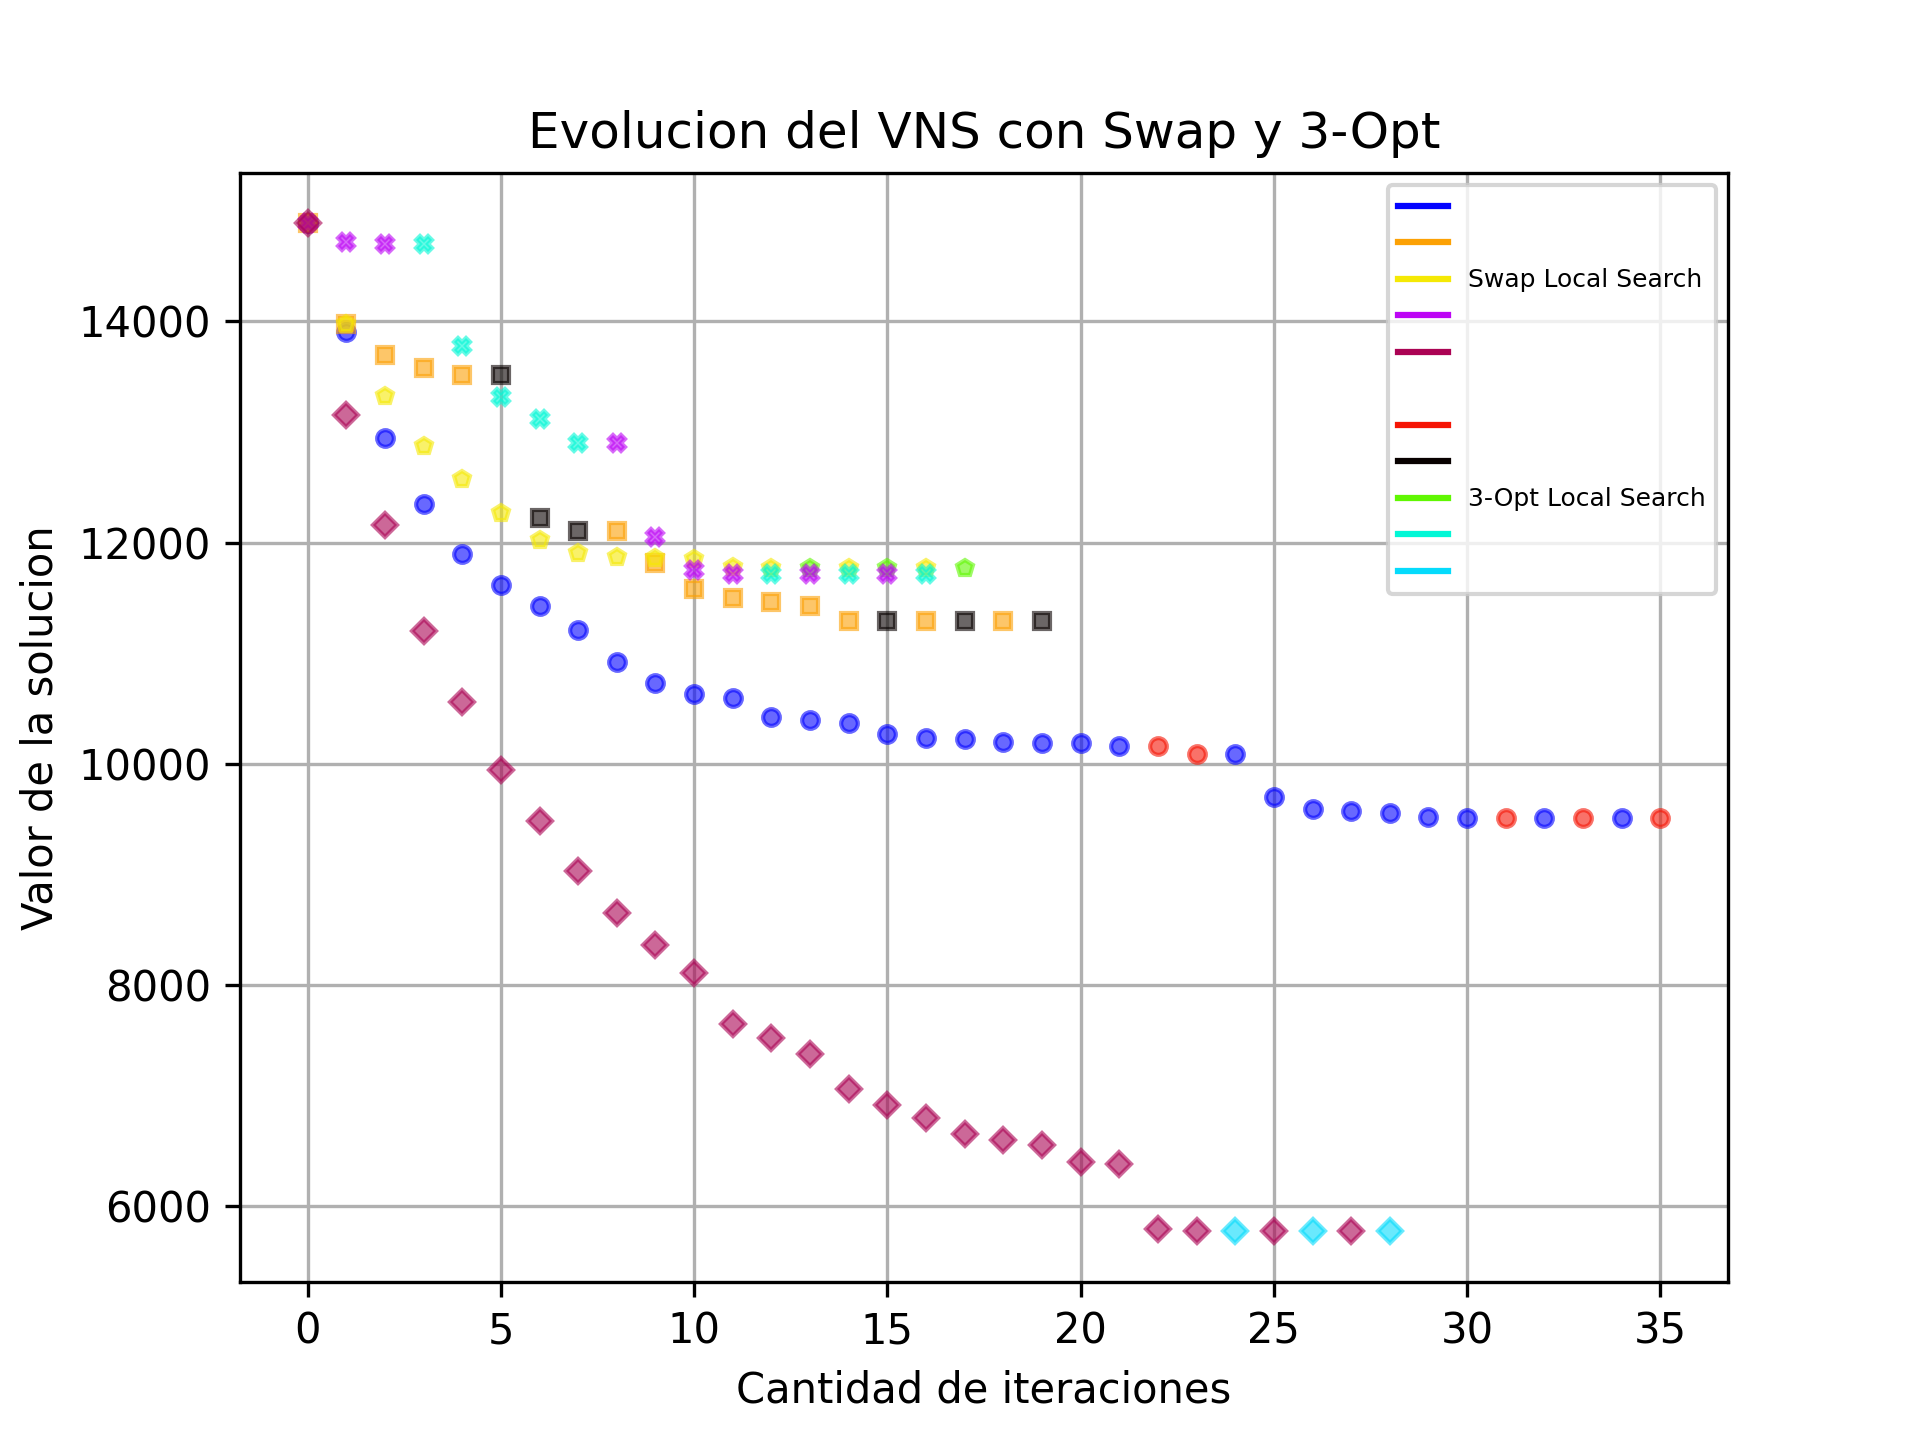 Evolucion del VNS con Swap y 3-Opt
Swap Local Search
3-Opt Local Search
Valor de la solucion
14000
12000
10000
8000
6000
0 5 10 15 20 25 30 35
Cantidad de iteraciones